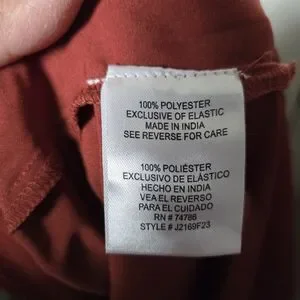 100% POLYESTER
EXCLUSIVE OF ELASTIC
MADE IN INDIA
SEE REVERSE FOR CARE
100% POLIÉSTER
EXCLUSIVO DE ELÁSTICO
HECHO EN INDIA
VEA EL REVERSO
PARA EL CUIDADO
RN # 74786
STYLE # J2169F23